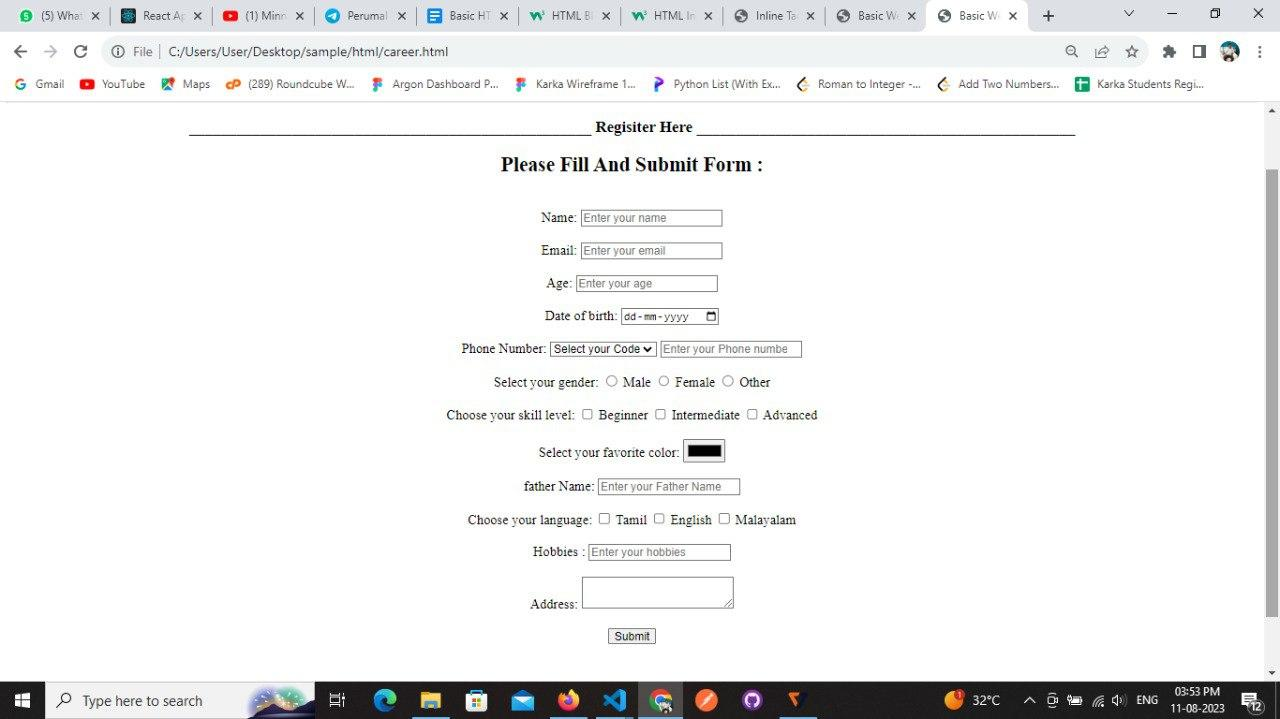 (5) What
React Ap
(1) Minn
Perumal
Basic HT
HTML Bl
HTML In
Inline Ta
Basic We
Basic We
File C:/Users/User/Desktop/sample/html/career.html
Gmail
YouTube
Maps
(289) Roundcube W...
Argon Dashboard P...
Karka Wireframe 1...
Python List (With Ex...
Roman to Integer -...
Add Two Numbers...
Karka Students Regi...
Regisiter Here
Please Fill And Submit Form :
Name: Enter your name
Email: Enter your email
Age: Enter your age
Date of birth: dd-mm-yyyy
Phone Number: Select your Code Enter your Phone numbe
Select your gender: Male Female Other
Choose your skill level: Beginner Intermediate Advanced
Select your favorite color:
father Name: Enter your Father Name
Choose your language: Tamil English Malayalam
Hobbies : Enter your hobbies
Address:
Submit
Type here to search
1
32°C
ENG
03:53 PM
11-08-2023
12